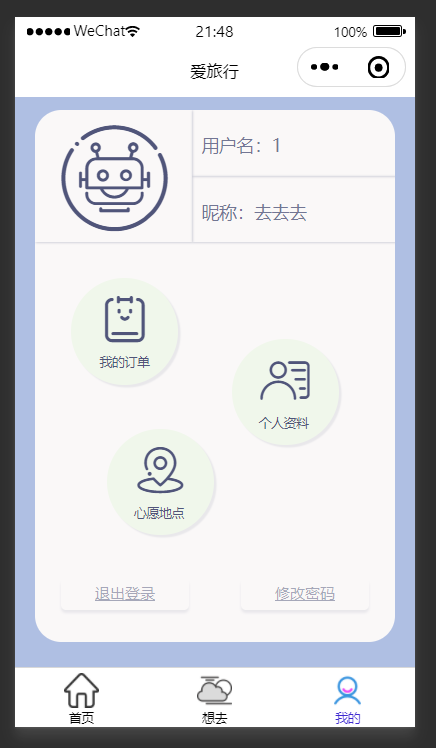 WeChat 21:48 100%
爱旅行
用户名：1
昵称：去去去
我的订单
个人资料
心愿地点
退出登录 修改密码
首页 想去 我的